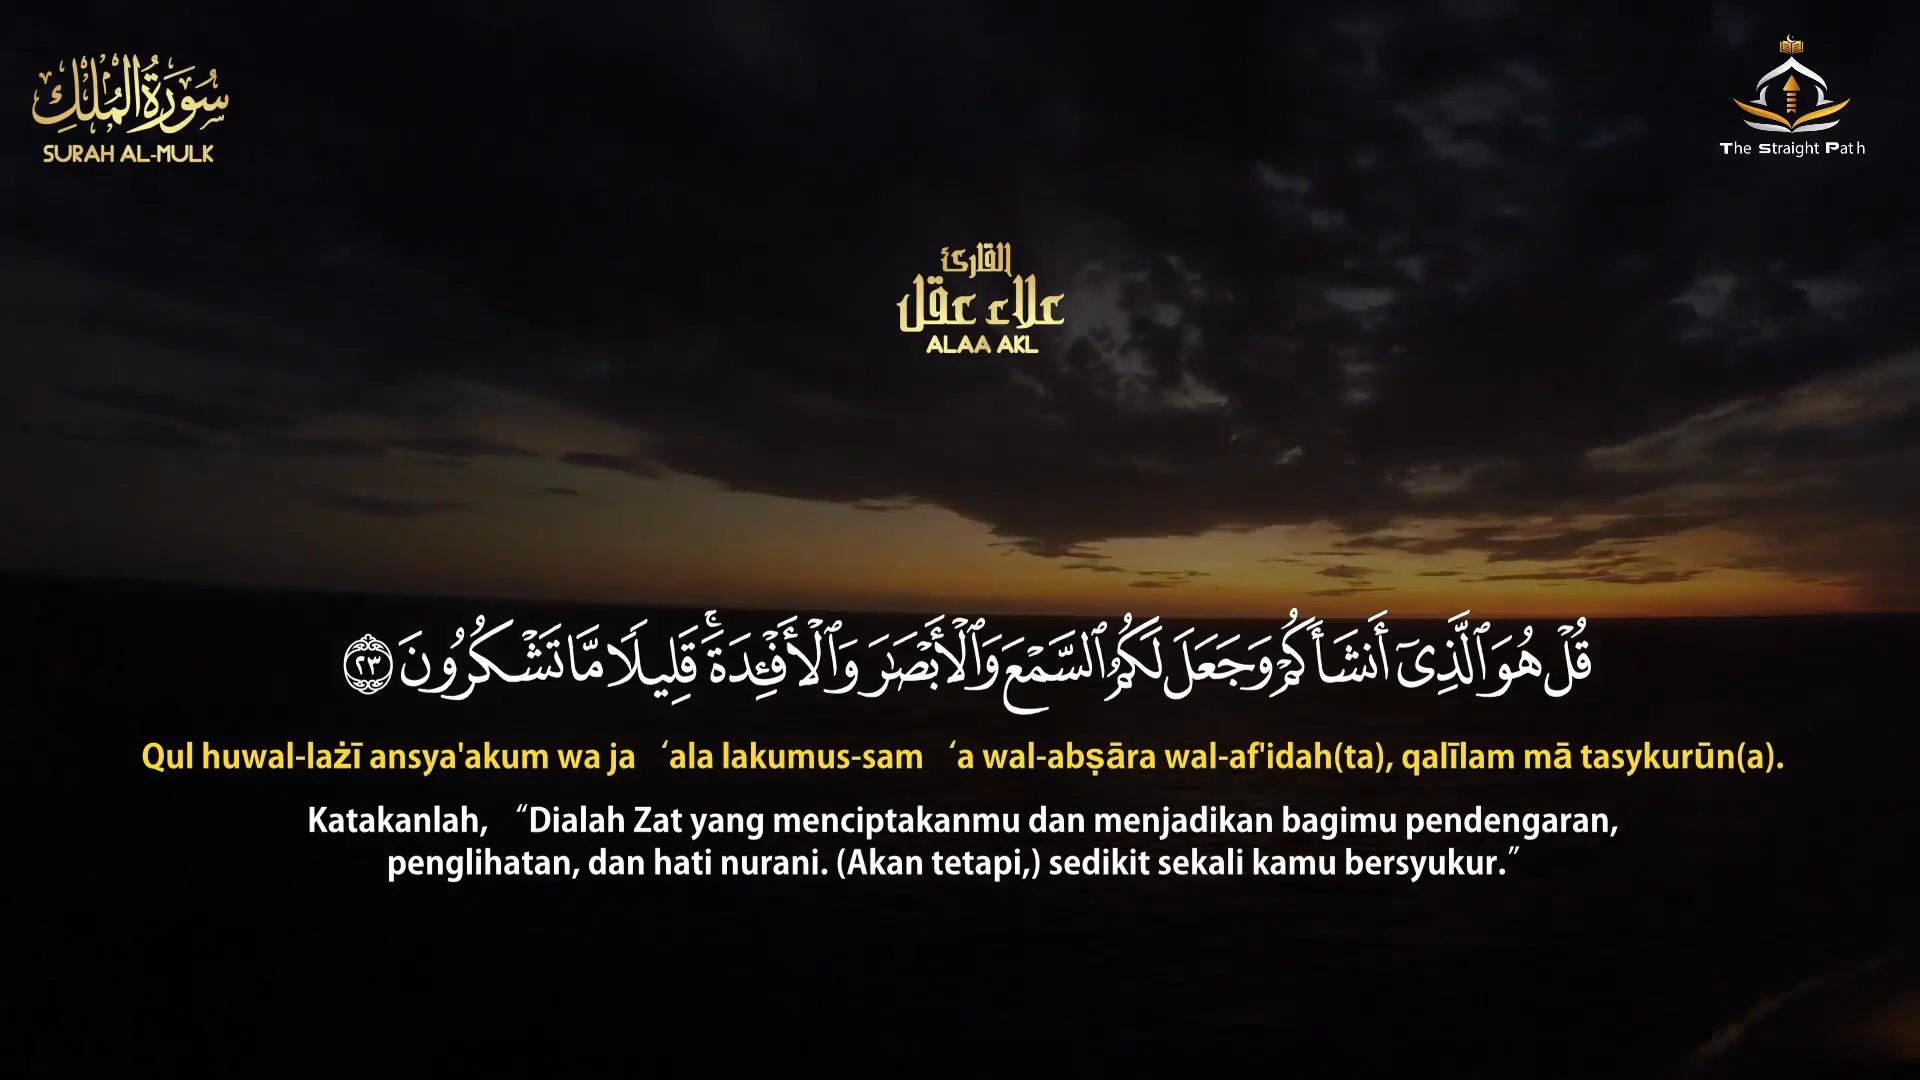 سُورَةُ الْمُلْكِ
SURAH AL-MULK
The Straight Path
القارئ
علاء عقل
ALAA AKL
قُلْ هُوَ ٱلَّذِىٓ أَنشَأَكُمْ وَجَعَلَ لَكُمُ ٱلسَّمْعَ وَٱلْأَبْصَـٰرَ وَٱلْأَفْـِٔدَةَ ۖ قَلِيلًا مَّا تَشْكُرُونَ ٢٣
Qul huwal-lażī ansya'akum wa ja ‘ala lakumus-sam ‘a wal-abṣāra wal-af'idah(ta), qalīlam mā tasykurūn(a).
Katakanlah, “Dialah Zat yang menciptakanmu dan menjadikan bagimu pendengaran,
penglihatan, dan hati nurani. (Akan tetapi,) sedikit sekali kamu bersyukur.”